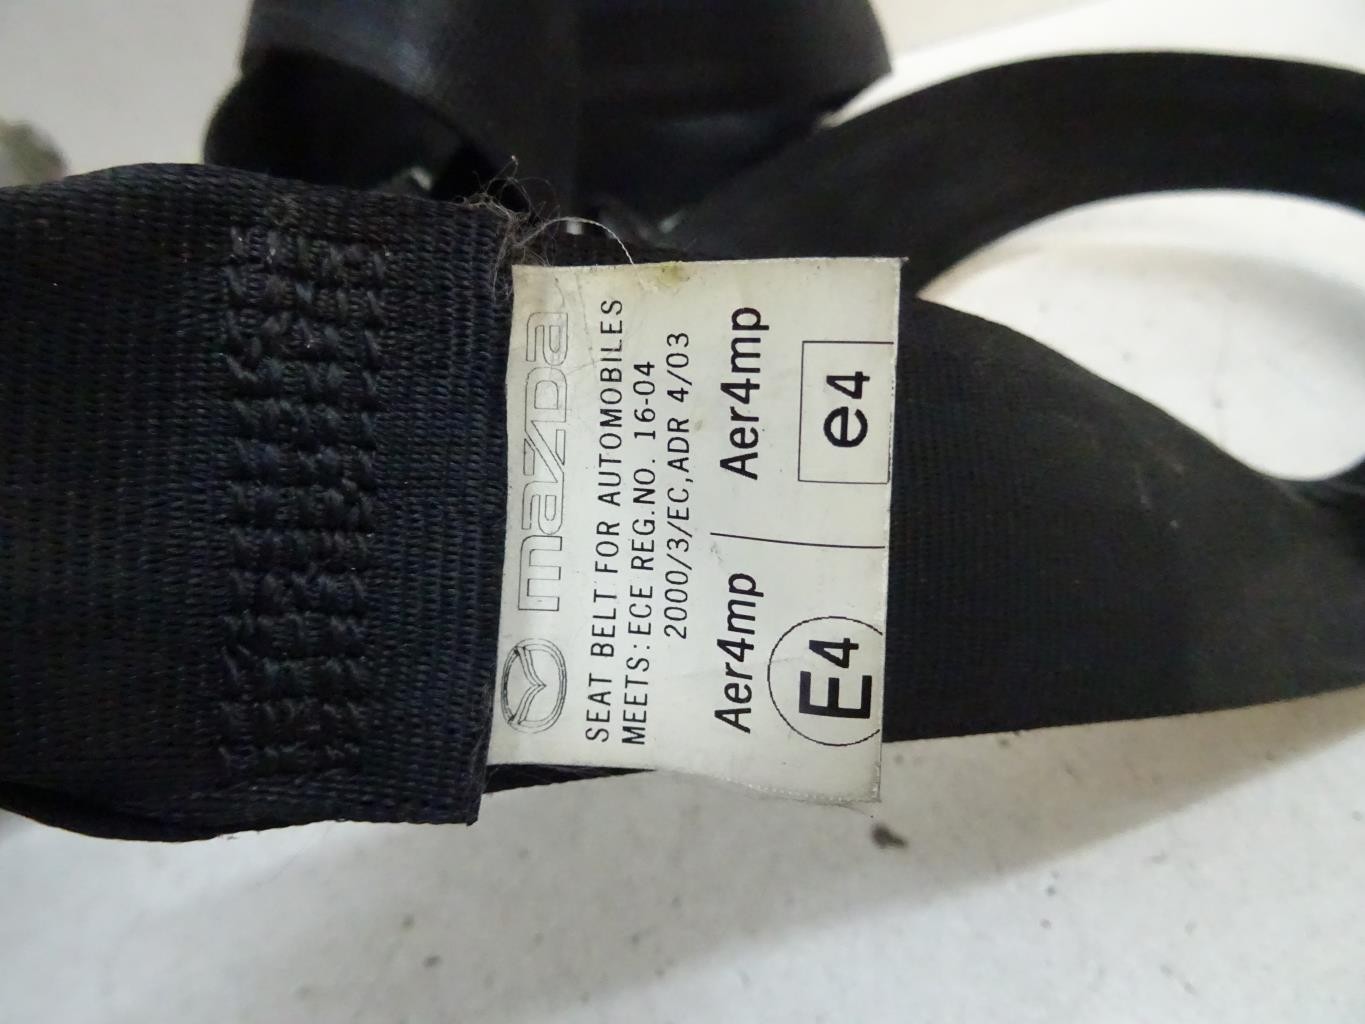 mazda
SEAT BELT FOR AUTOMOBILES
MEETS:ECE REG.NO. 16-04
2000/3/EC,ADR 4/03
Aer4mp Aer4mp
E4 e4